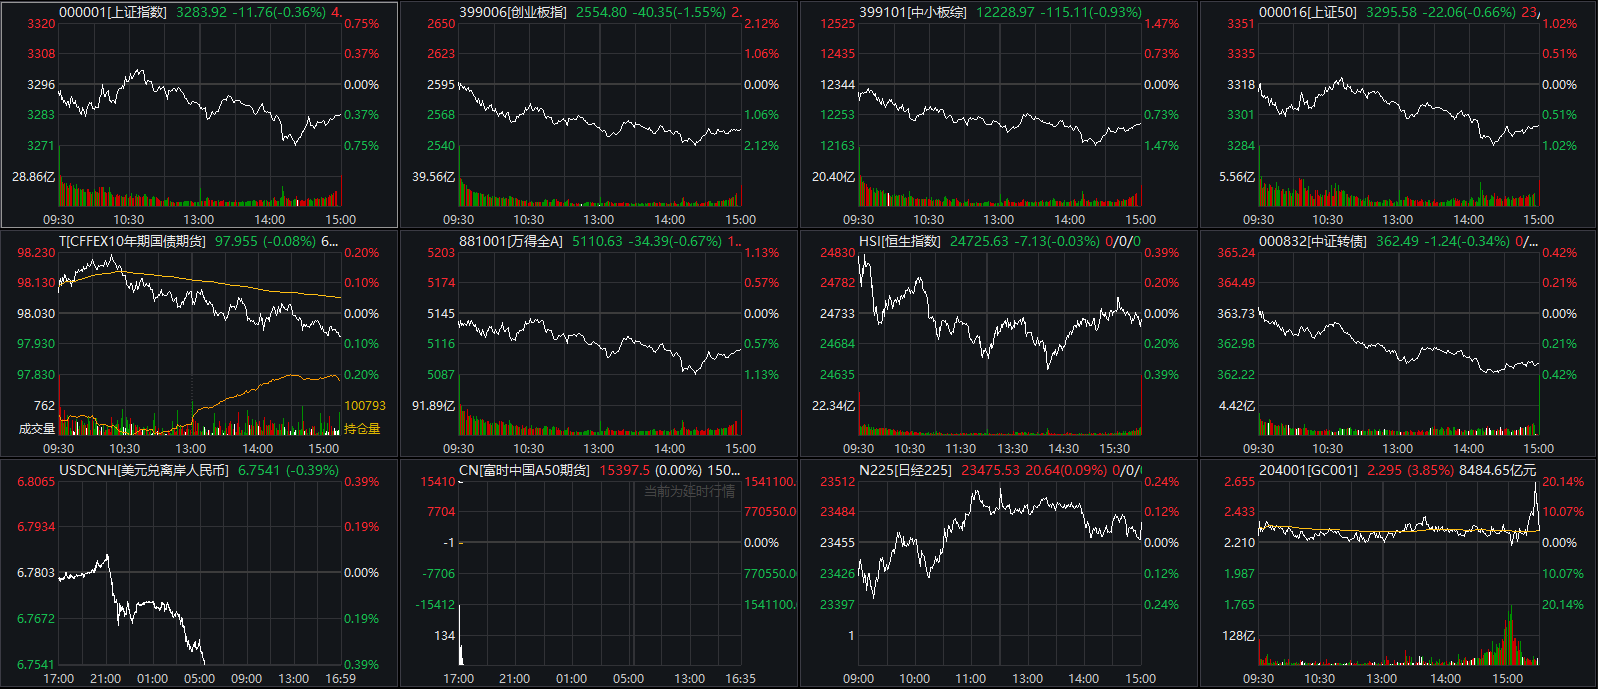 000001[上证指数] 3283.92 -11.76(-0.36%) 4.
3320 0.75%
3308 0.37%
3296 0.00%
3283 0.37%
3271 0.75%
28.86亿
09:30 10:30 13:00 14:00 15:00
399006[创业板指] 2554.80 -40.35(-1.55%) 2.
2650 2.12%
2623 1.06%
2595 0.00%
2568 1.06%
2540 2.12%
39.56亿
09:30 10:30 13:00 14:00 15:00
399101[中小板综] 12228.97 -115.11(-0.93%)
12525 1.47%
12435 0.73%
12344 0.00%
12253 0.73%
12163 1.47%
20.40亿
09:30 10:30 13:00 14:00 15:00
000016[上证50] 3295.58 -22.06(-0.66%) 23/
3351 1.02%
3335 0.51%
3318 0.00%
3301 0.51%
3284 1.02%
5.56亿
09:30 10:30 13:00 14:00 15:00
T[CFFEX10年期国债期货] 97.955 (-0.08%) 6...
98.230 0.20%
98.130 0.10%
98.030 0.00%
97.930 0.10%
97.830 0.20%
762 100793
成交量 持仓量
09:30 10:30 13:00 14:00 15:00
881001[万得全A] 5110.63 -34.39(-0.67%) 1..
5203 1.13%
5174 0.57%
5145 0.00%
5116 0.57%
5087 1.13%
91.89亿
09:30 10:30 13:00 14:00 15:00
HSI[恒生指数] 24725.63 -7.13(-0.03%) 0/0/0
24830 0.39%
24782 0.20%
24733 0.00%
24684 0.20%
24635 0.39%
22.34亿
09:30 10:30 11:30 13:30 14:30 15:30
000832[中证转债] 362.49 -1.24(-0.34%) 0/...
365.24 0.42%
364.49 0.21%
363.73 0.00%
362.98 0.21%
362.22 0.42%
4.42亿
09:30 10:30 13:00 14:00 15:00
USDCNH[美元兑离岸人民币] 6.7541 (-0.39%)
6.8065 0.39%
6.7934 0.19%
6.7803 0.00%
6.7672 0.19%
6.7541 0.39%
17:00 21:00 01:00 05:00 09:00 13:00 16:59
CN[富时中国A50期货] 15397.5 (0.00%) 150...
当前为延时行情
15410 1541100.
7704 770550.0
-1 0.00%
-7706 770550.0
-15412 1541100.
134
17:00 21:00 01:00 05:00 13:00 16:35
N225[日经225] 23475.53 20.64(0.09%) 0/0/
23512 0.24%
23484 0.12%
23455 0.00%
23426 0.12%
23397 0.24%
1
09:00 10:00 11:00 13:00 14:00 15:00
204001[GC001] 2.295 (3.85%) 8484.65亿元
2.655 20.14%
2.433 10.07%
2.210 0.00%
1.987 10.07%
1.765 20.14%
128亿
09:30 10:30 13:00 14:00 15:00